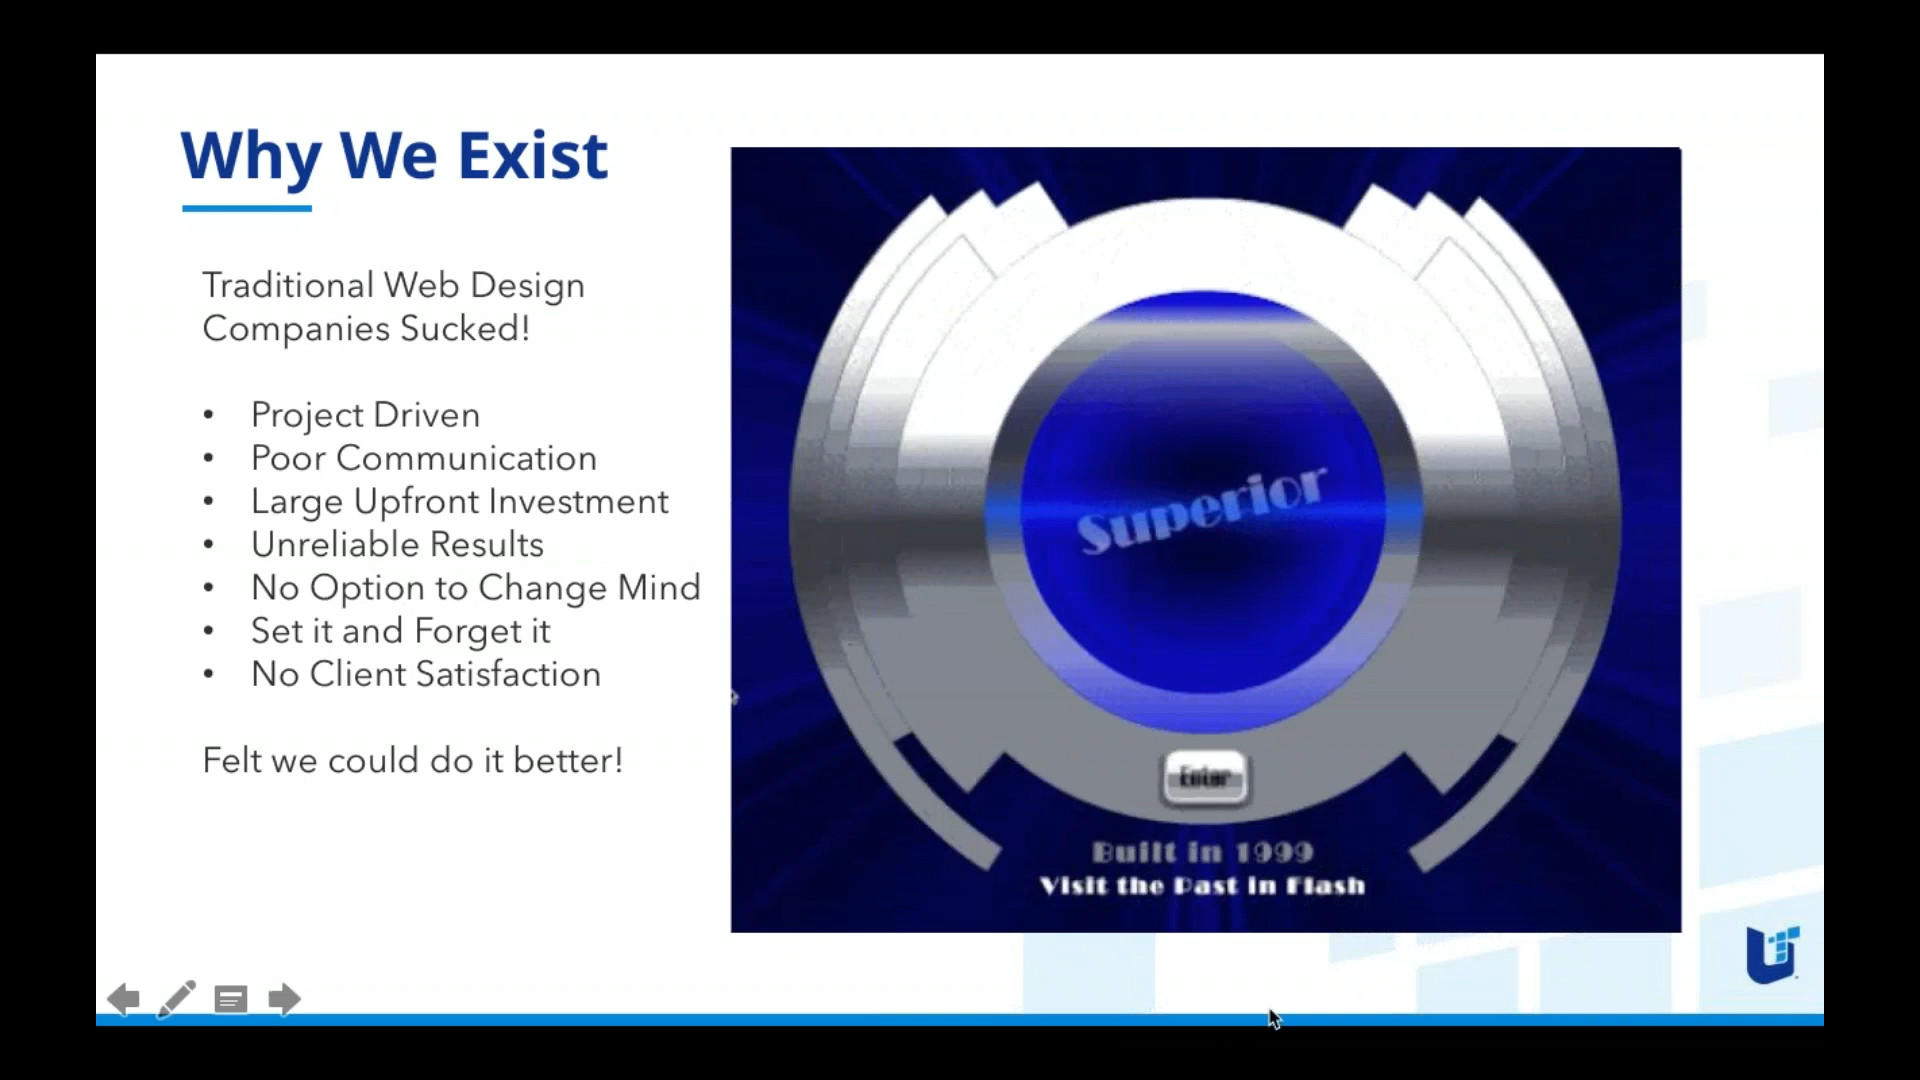 Why We Exist
Traditional Web Design
Companies Sucked!
• Project Driven
• Poor Communication
• Large Upfront Investment
• Unreliable Results
• No Option to Change Mind
• Set it and Forget it
• No Client Satisfaction
Felt we could do it better!
Superior
Enter
Built in 1999
Visit the Past in Flash